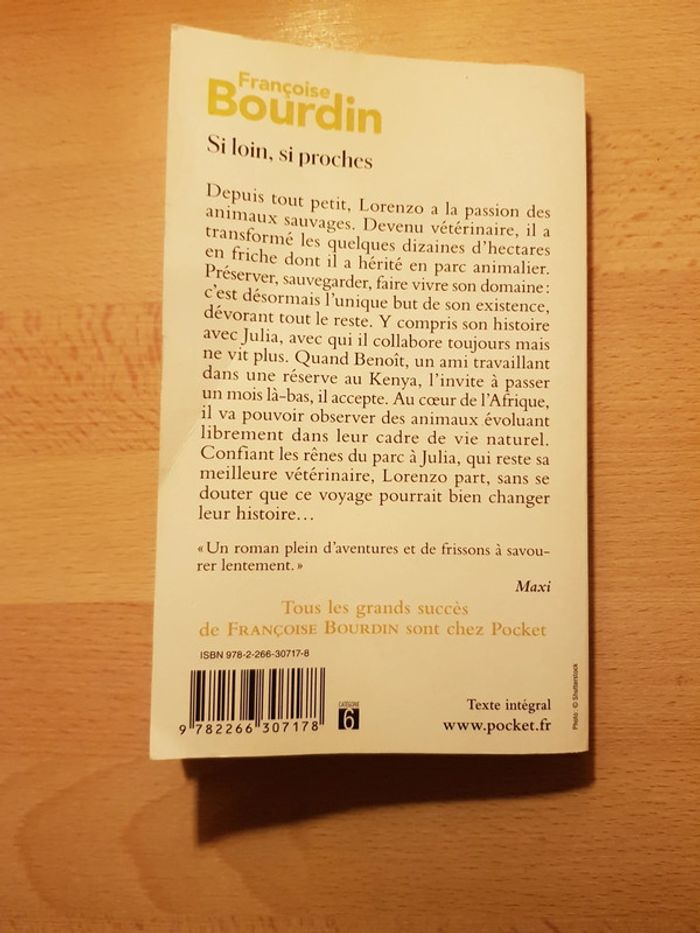 Françoise
Bourdin
Si loin, si proches
Depuis tout petit, Lorenzo a la passion des
animaux sauvages. Devenu vétérinaire, il a
transformé les quelques dizaines d'hectares
en friche dont il a hérité en parc animalier.
Préserver, sauvegarder, faire vivre son domaine :
c'est désormais l'unique but de son existence,
dévorant tout le reste. Y compris son histoire
avec Julia, avec qui il collabore toujours mais
ne vit plus. Quand Benoît, un ami travaillant
dans une réserve au Kenya, l'invite à passer
un mois là-bas, il accepte. Au cœur de l'Afrique,
il va pouvoir observer des animaux évoluant
librement dans leur cadre de vie naturel.
Confiant les rênes du parc à Julia, qui reste sa
meilleure vétérinaire, Lorenzo part, sans se
douter que ce voyage pourrait bien changer
leur histoire…
« Un roman plein d'aventures et de frissons à savou-
rer lentement. »
Maxi
Tous les grands succès
de FRANÇOISE BOURDIN sont chez Pocket
ISBN 978-2-266-30717-8
9 782266 307178
CATÉGORIE
6
Texte intégral
www.pocket.fr
Photo : © Shutterstock